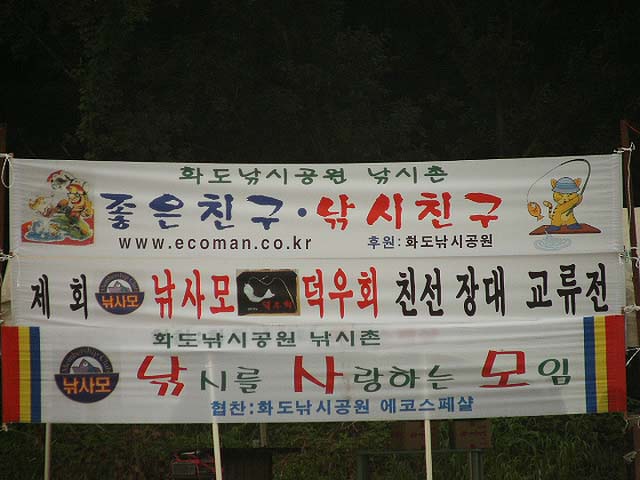 화도낚시공원 낚시촌
좋은친구·낚시친구
www.ecoman.co.kr 후원:화도낚시공원
제 회 낚사모 낚사모 덕우회 친선 장대 교류전
화도낚시공원 낚시촌
낚사모 낚시를 사랑하는 모임
협찬:화도낚시공원 에코스페샬